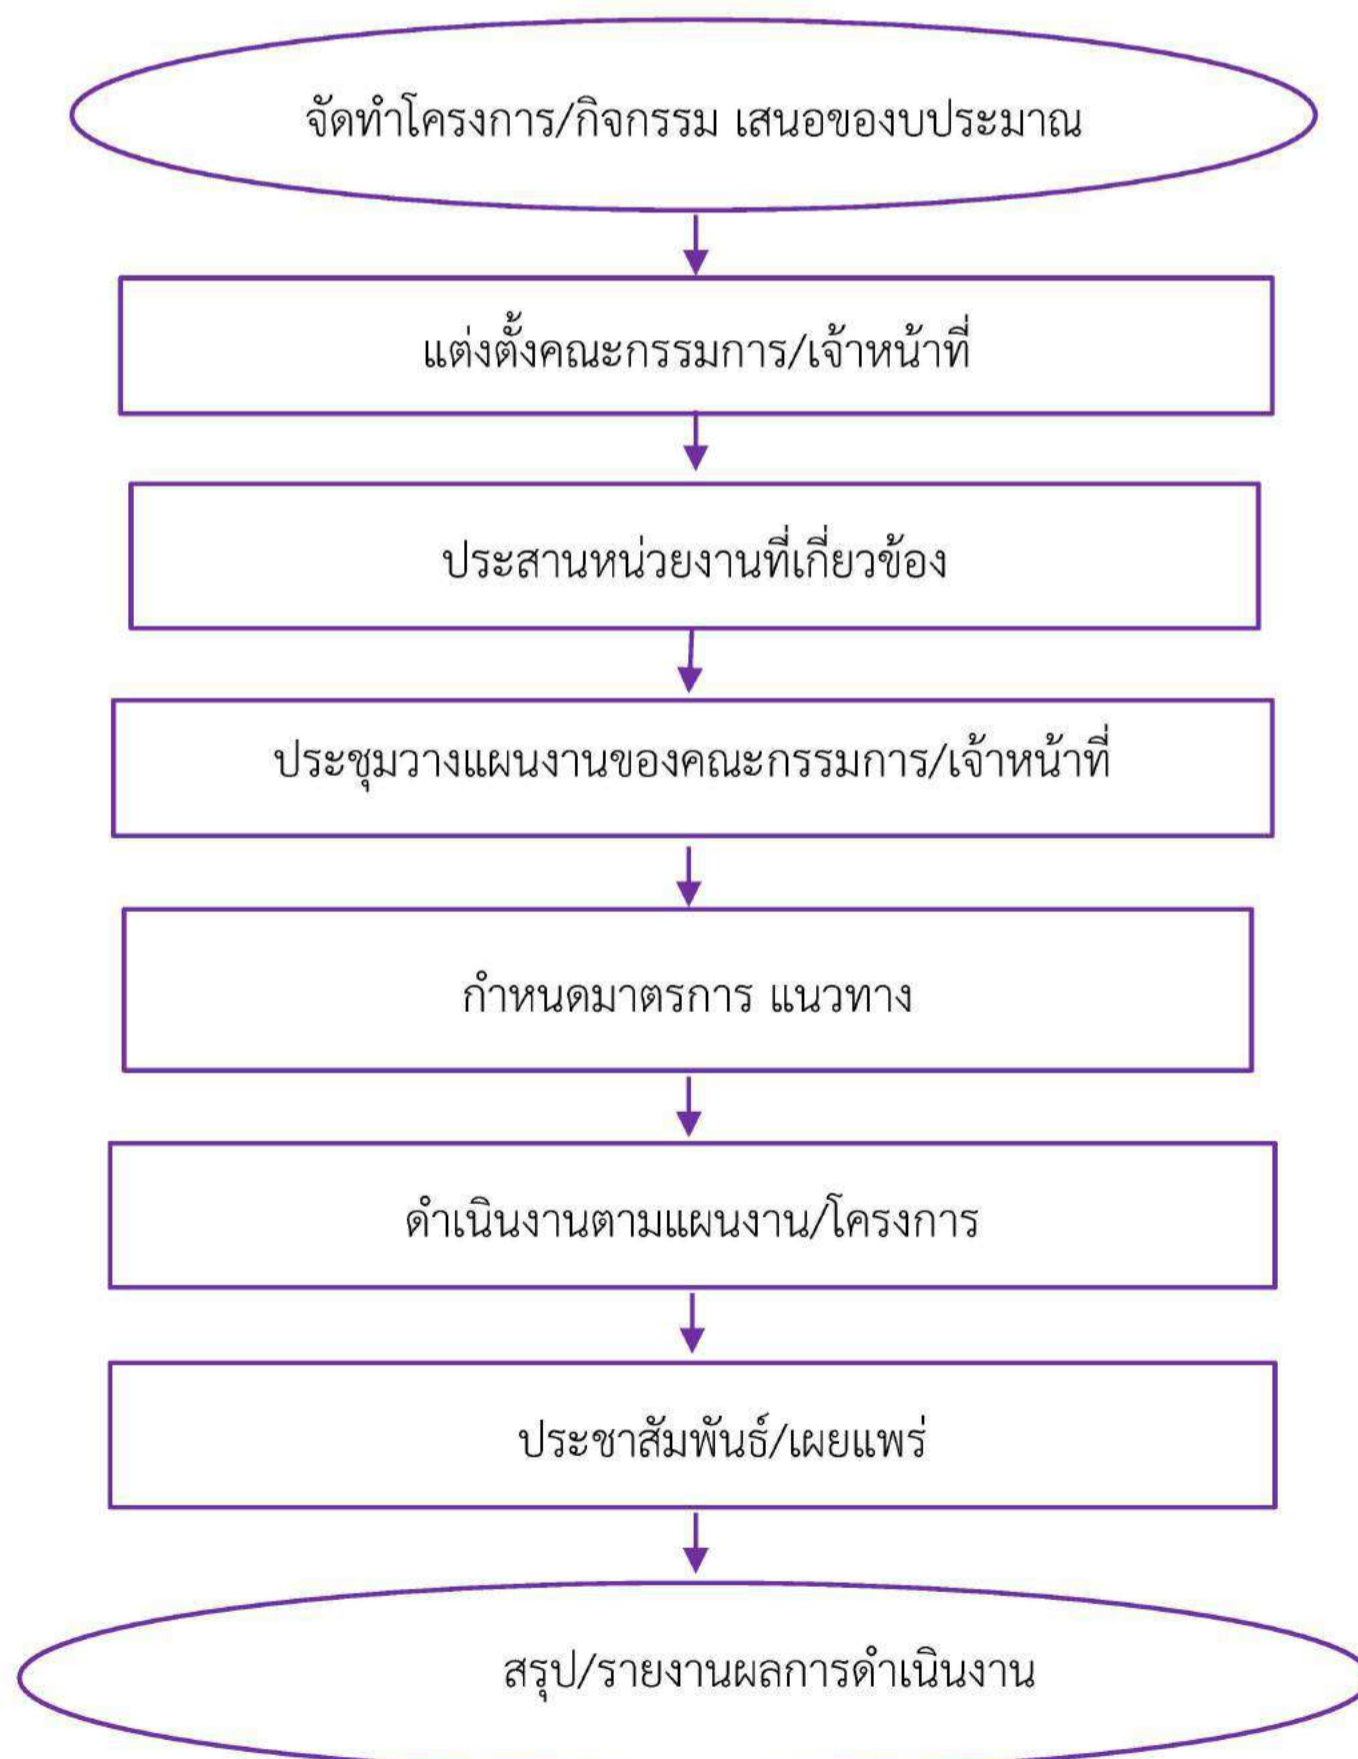 จัดทำโครงการ/กิจกรรม เสนอของบประมาณ
แต่งตั้งคณะกรรมการ/เจ้าหน้าที่
ประสานหน่วยงานที่เกี่ยวข้อง
ประชุมวางแผนงานของคณะกรรมการ/เจ้าหน้าที่
กำหนดมาตรการ แนวทาง
ดำเนินงานตามแผนงาน/โครงการ
ประชาสัมพันธ์/เผยแพร่
สรุป/รายงานผลการดำเนินงาน